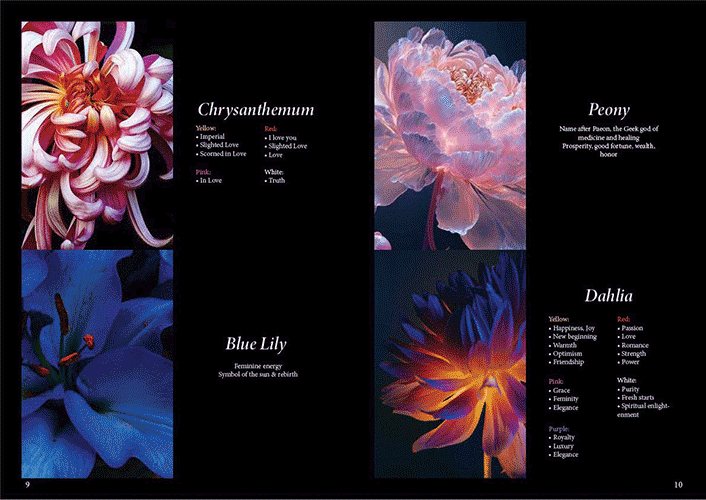 Chrysanthemum
Yellow:
• Imperial
• Slighted Love
• Scorned in Love
Pink:
• In Love
Red:
• I love you
• Slighted Love
• Love
White:
• Truth
Blue Lily
Feminine energy
Symbol of the sun & rebirth
9
Peony
Name after Paeon, the Geek god of
medicine and healing
Prosperity, good fortune, wealth,
honor
Dahlia
Yellow:
• Happiness, Joy
• New beginning
• Warmth
• Optimism
• Friendship
Pink:
• Grace
• Feminity
• Elegance
Purple:
• Royalty
• Luxury
• Elegance
Red:
• Passion
• Love
• Romance
• Strength
• Power
White:
• Purity
• Fresh starts
• Spiritual enlight-
enment
10